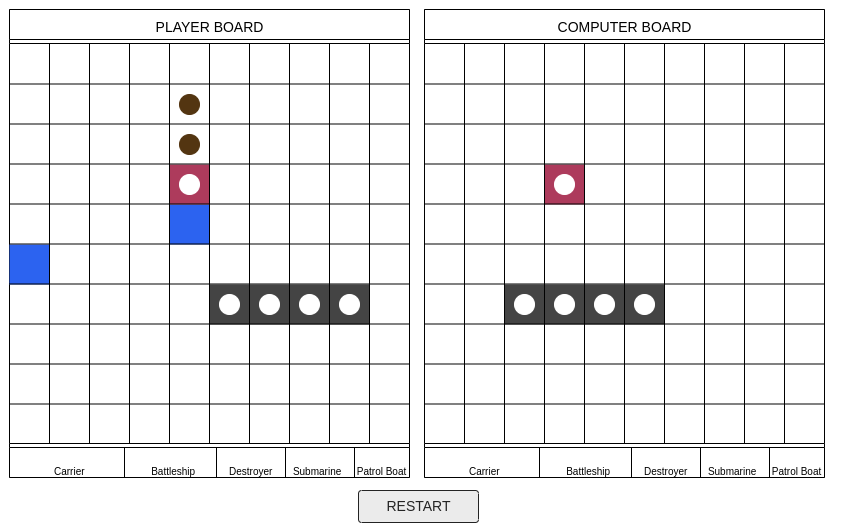 PLAYER BOARD
COMPUTER BOARD
Carrier Battleship Destroyer Submarine Patrol Boat
Carrier Battleship Destroyer Submarine Patrol Boat
RESTART